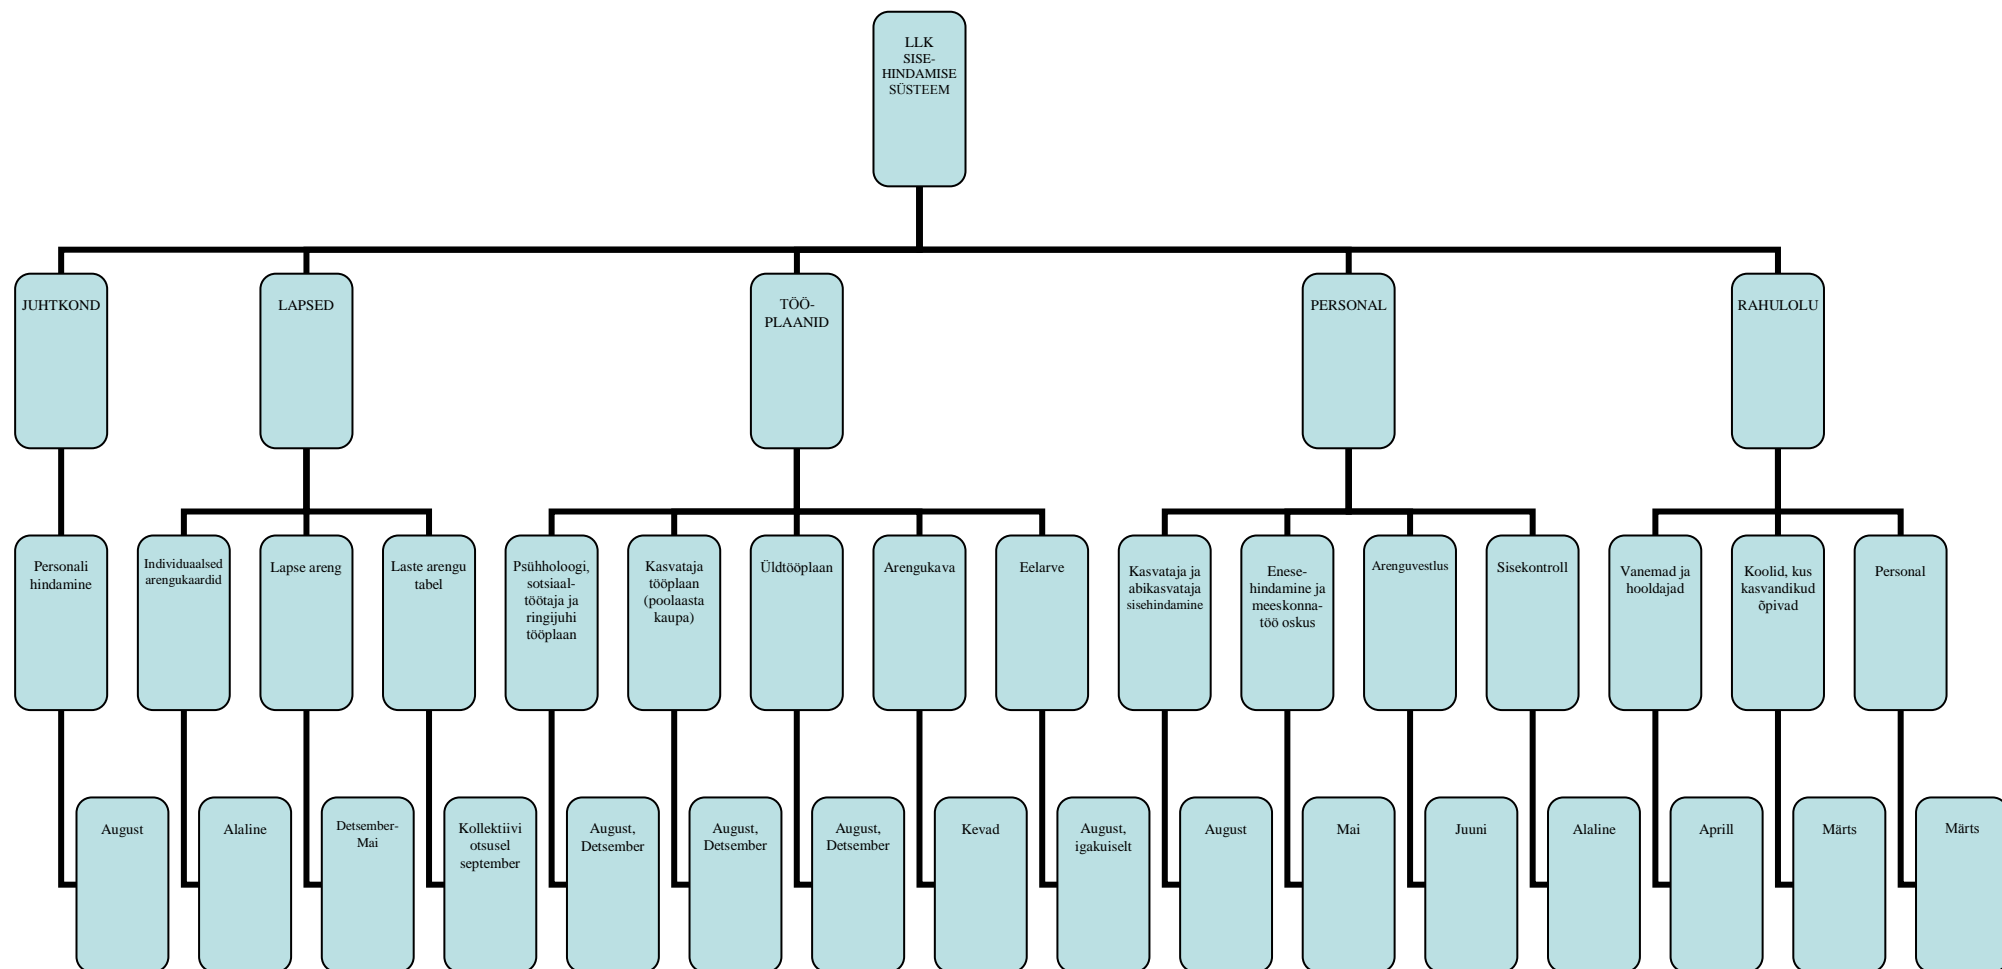 LLK
SISE-
HINDAMISE
SÜSTEEM
JUHTKOND
LAPSED
TÖÖ-
PLAANID
PERSONAL
RAHULOLU
Personali
hindamine
Individuaalsed
arengukaardid
Lapse areng
Laste arengu
tabel
Psühholoogi,
sotsiaal-
töötaja ja
ringijuhi
tööplaan
Kasvataja
tööplaan
(poolaasta
kaupa)
Üldtööplaan
Arengukava
Eelarve
Kasvataja ja
abikasvataja
sisehindamine
Enese-
hindamine ja
meeskonna-
töö oskus
Arenguvestlus
Sisekontroll
Vanemad ja
hooldajad
Koolid, kus
kasvandikud
õpivad
Personal
August
Alaline
Detsember-
Mai
Kollektiivi
otsusel
september
August,
Detsember
August,
Detsember
August,
Detsember
Kevad
August,
igakuiselt
August
Mai
Juuni
Alaline
Aprill
Märts
Märts